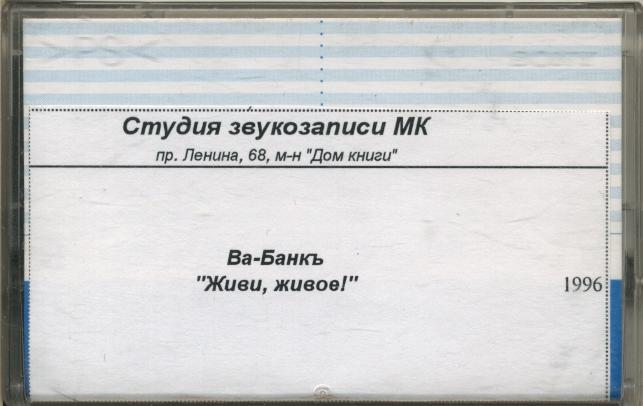 Студия звукозаписи МК
пр. Ленина, 68, м-н "Дом книги"
Ва-Банкъ
"Живи, живое!"
1996